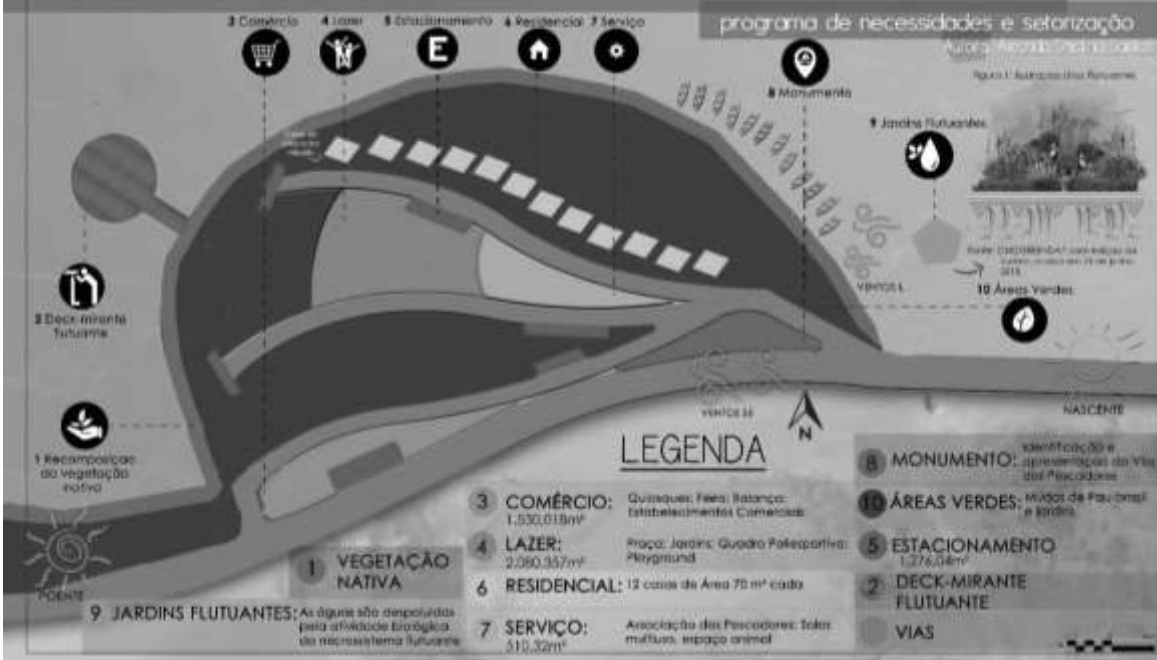 programa de necessidades e setorização
3 Comércio
4 Lazer
5 Estacionamento
6 Residencial
7 Serviço
8 Monumento
9 Jardins Flutuantes
10 Áreas Verdes
2 Deck-mirante
flutuante
1 Recomposição
da vegetação
nativa
VENTOS E
VENTOS SE
N
NASCENTE
POENTE
LEGENDA
1 VEGETAÇÃO
NATIVA
9 JARDINS FLUTUANTES: As águas são despoluídas
pela atividade biológica
do macrossistema flutuante
3 COMÉRCIO: Quiosques; Feira; Balança;
Estabelecimentos Comerciais
1.530,018m²
4 LAZER: Praça; Jardins; Quadra Poliesportiva;
Playground
2.080,357m²
6 RESIDENCIAL: 12 casas de Área 70 m² cada
7 SERVIÇO: Associação dos Pescadores; Salas
multiuso, espaço animal
510,32m²
8 MONUMENTO: Identificação e
apresentação da Vila
dos Pescadores
10 ÁREAS VERDES: Mudas de Pau-brasil
e jardins
5 ESTACIONAMENTO
1.276,04m²
2 DECK-MIRANTE
FLUTUANTE
VIAS